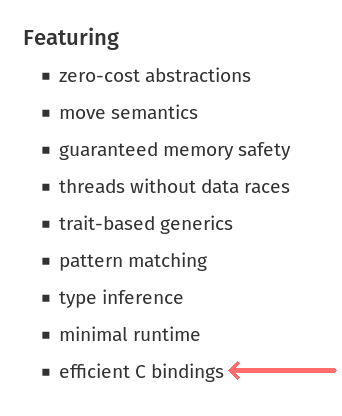 Featuring
zero-cost abstractions
move semantics
guaranteed memory safety
threads without data races
trait-based generics
pattern matching
type inference
minimal runtime
efficient C bindings